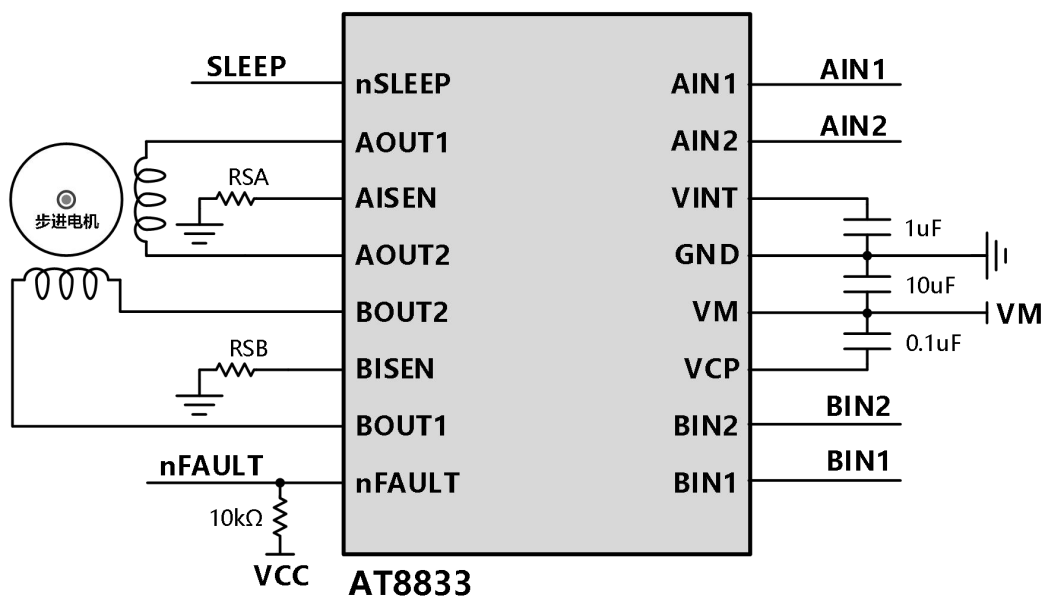 SLEEP
nSLEEP
AIN1
AIN1
AOUT1
AIN2
AIN2
步进电机
RSA
AISEN
VINT
1uF
AOUT2
GND
10uF
BOUT2
VM
VM
0.1uF
RSB
BISEN
VCP
BOUT1
BIN2
BIN2
nFAULT
nFAULT
BIN1
BIN1
10kΩ
VCC
AT8833